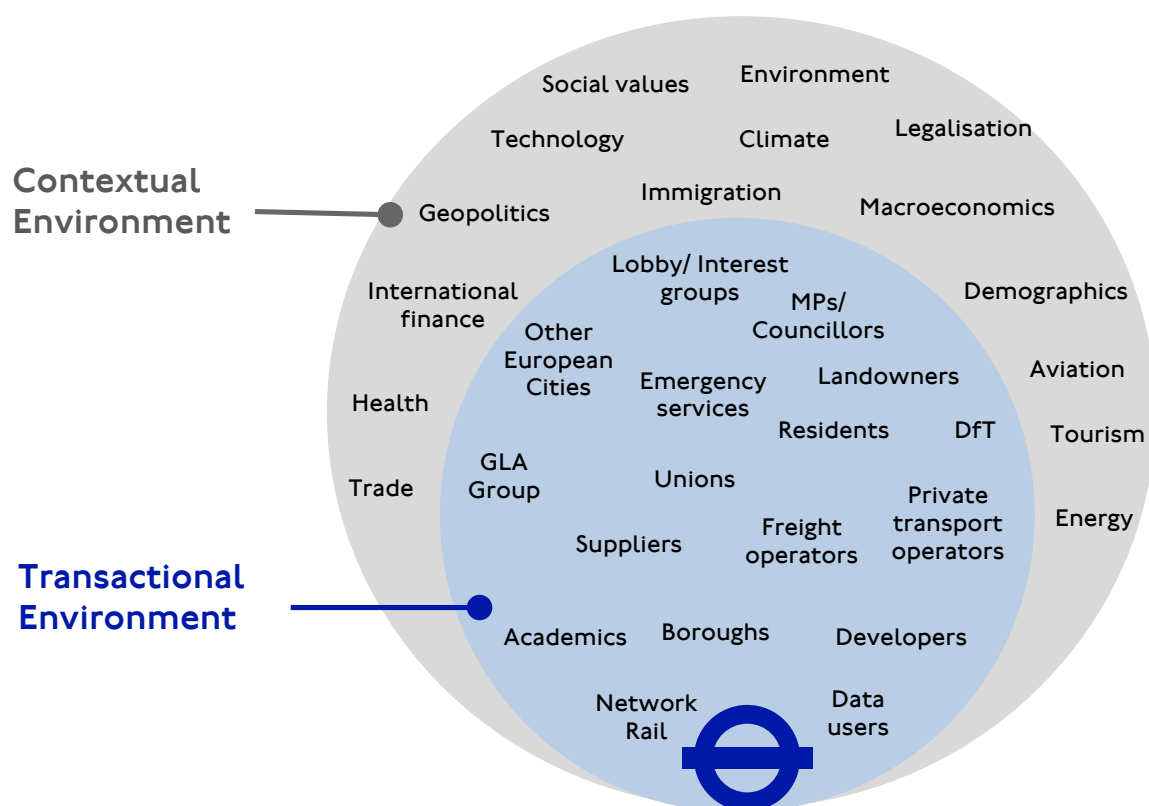 Contextual
Environment
Transactional
Environment
Social values
Environment
Technology
Climate
Legalisation
Geopolitics
Immigration
Macroeconomics
International
finance
Demographics
Health
Aviation
Trade
Tourism
Energy
Lobby/ Interest
groups
MPs/
Councillors
Other
European
Cities
Emergency
services
Landowners
Residents
DfT
GLA
Group
Unions
Private
transport
operators
Suppliers
Freight
operators
Academics
Boroughs
Developers
Network
Rail
Data
users